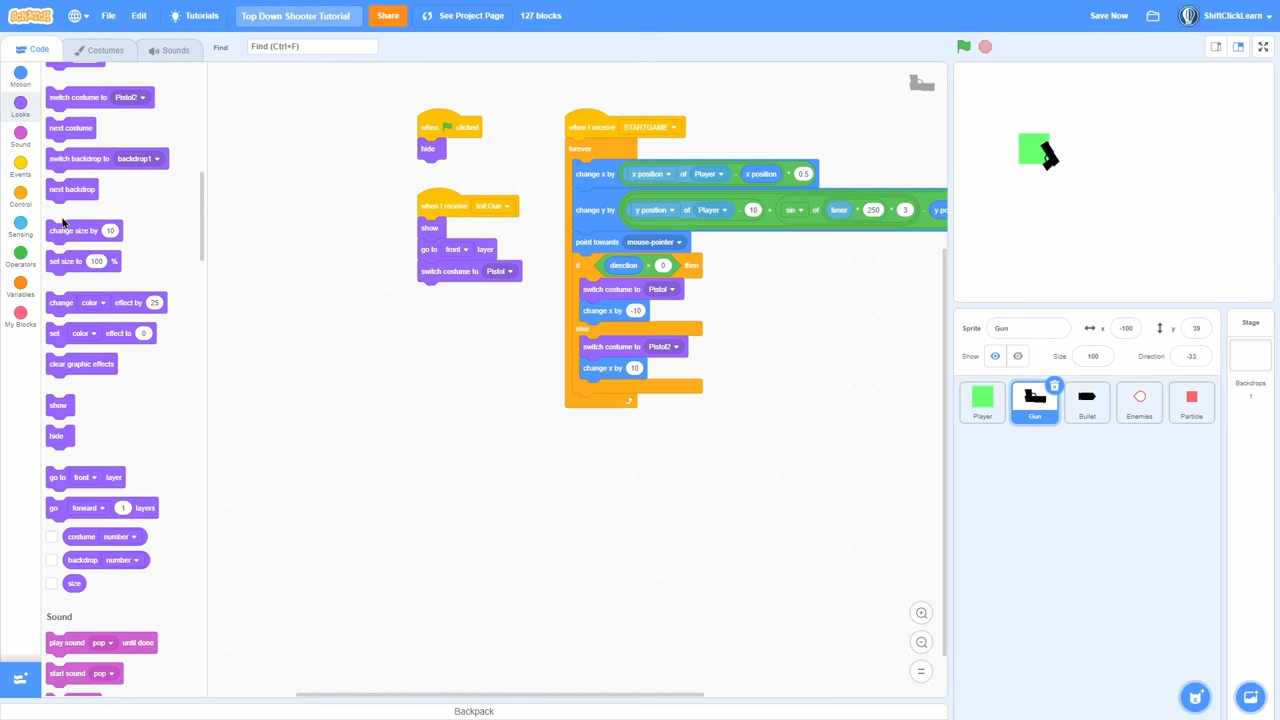 SCRATCH File Edit Tutorials Top Down Shooter Tutorial Share See Project Page 127 blocks Save Now ShiftClickLearn
Code Costumes Sounds Find Find (Ctrl+F)
Motion
Looks
Sound
Events
Control
Sensing
Operators
Variables
My Blocks
switch costume to Pistol2
next costume
switch backdrop to backdrop1
next backdrop
change size by 10
set size to 100 %
change color effect by 25
set color effect to 0
clear graphic effects
show
hide
go to front layer
go forward 1 layers
costume number
backdrop number
size
Sound
play sound pop until done
start sound pop
when clicked
hide
when I receive Init:Gun
show
go to front layer
switch costume to Pistol
when I receive STARTGAME
forever
change x by x position of Player - x position * 0.5
change y by y position of Player - 10 + sin of timer * 250 * 3 - y po
point towards mouse-pointer
if direction > 0 then
switch costume to Pistol
change x by -10
else
switch costume to Pistol2
change x by 10
Backpack
Sprite Gun x -100 y 39
Show Size 100 Direction -33
Player Gun Bullet Enemies Particle
Stage
Backdrops
1